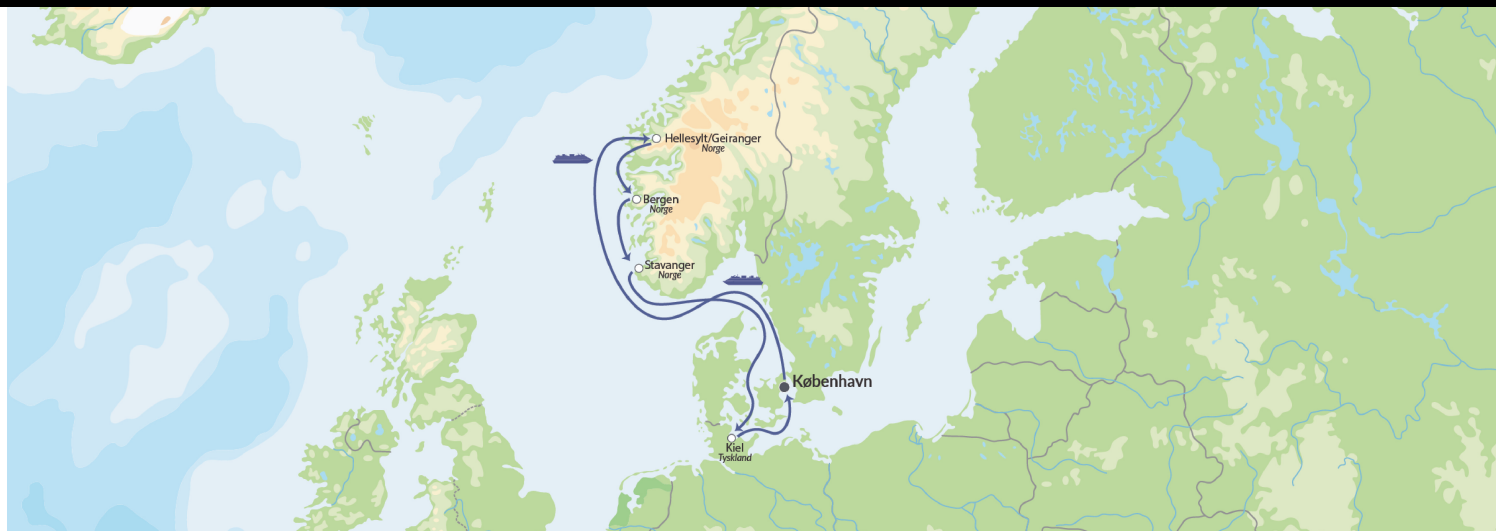 Hellesylt/Geiranger
Norge
Bergen
Norge
Stavanger
Norge
København
Kiel
Tyskland